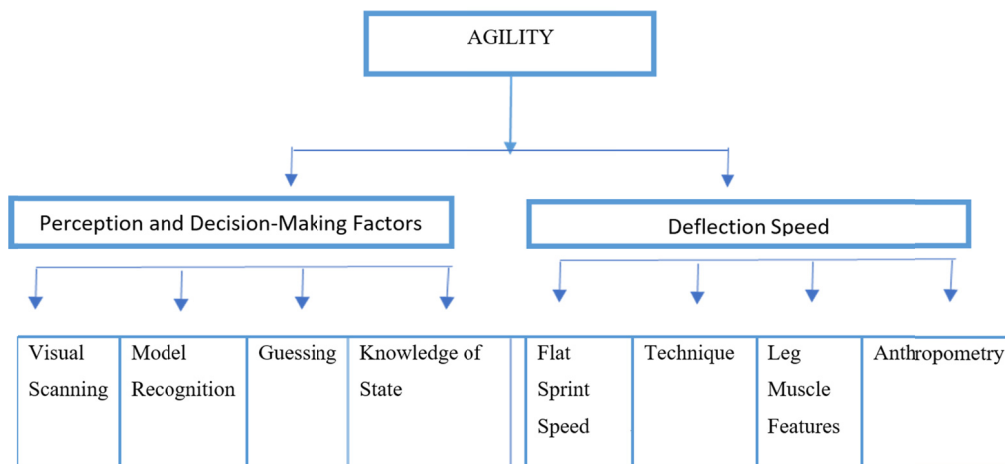 AGILITY
Perception and Decision-Making Factors
Deflection Speed
Visual
Scanning
Model
Recognition
Guessing
Knowledge of
State
Flat
Sprint
Speed
Technique
Leg
Muscle
Features
Anthropometry